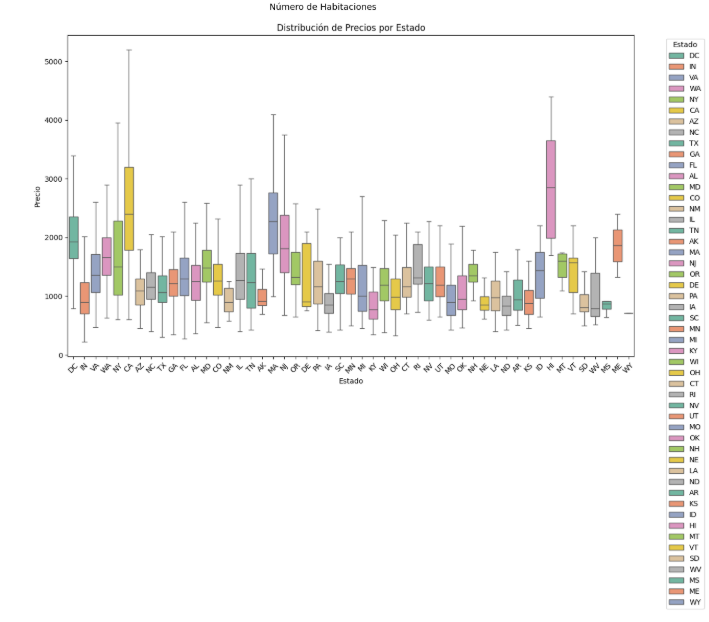 Número de Habitaciones
Distribución de Precios por Estado
Precio
5000
4000
3000
2000
1000
0
DC IN VA WA NY CA AZ NC TX GA FL AL MD CO NM IL TN AK MA NJ OR DE PA IA SC MN MI KY WI OH CT RI NV UT MO OK NH NE LA ND AR KS ID HI MT VT SD WV MS ME WY
Estado
Estado
DC
IN
VA
WA
NY
CA
AZ
NC
TX
GA
FL
AL
MD
CO
NM
IL
TN
AK
MA
NJ
OR
DE
PA
IA
SC
MN
MI
KY
WI
OH
CT
RI
NV
UT
MO
OK
NH
NE
LA
ND
AR
KS
ID
HI
MT
VT
SD
WV
MS
ME
WY